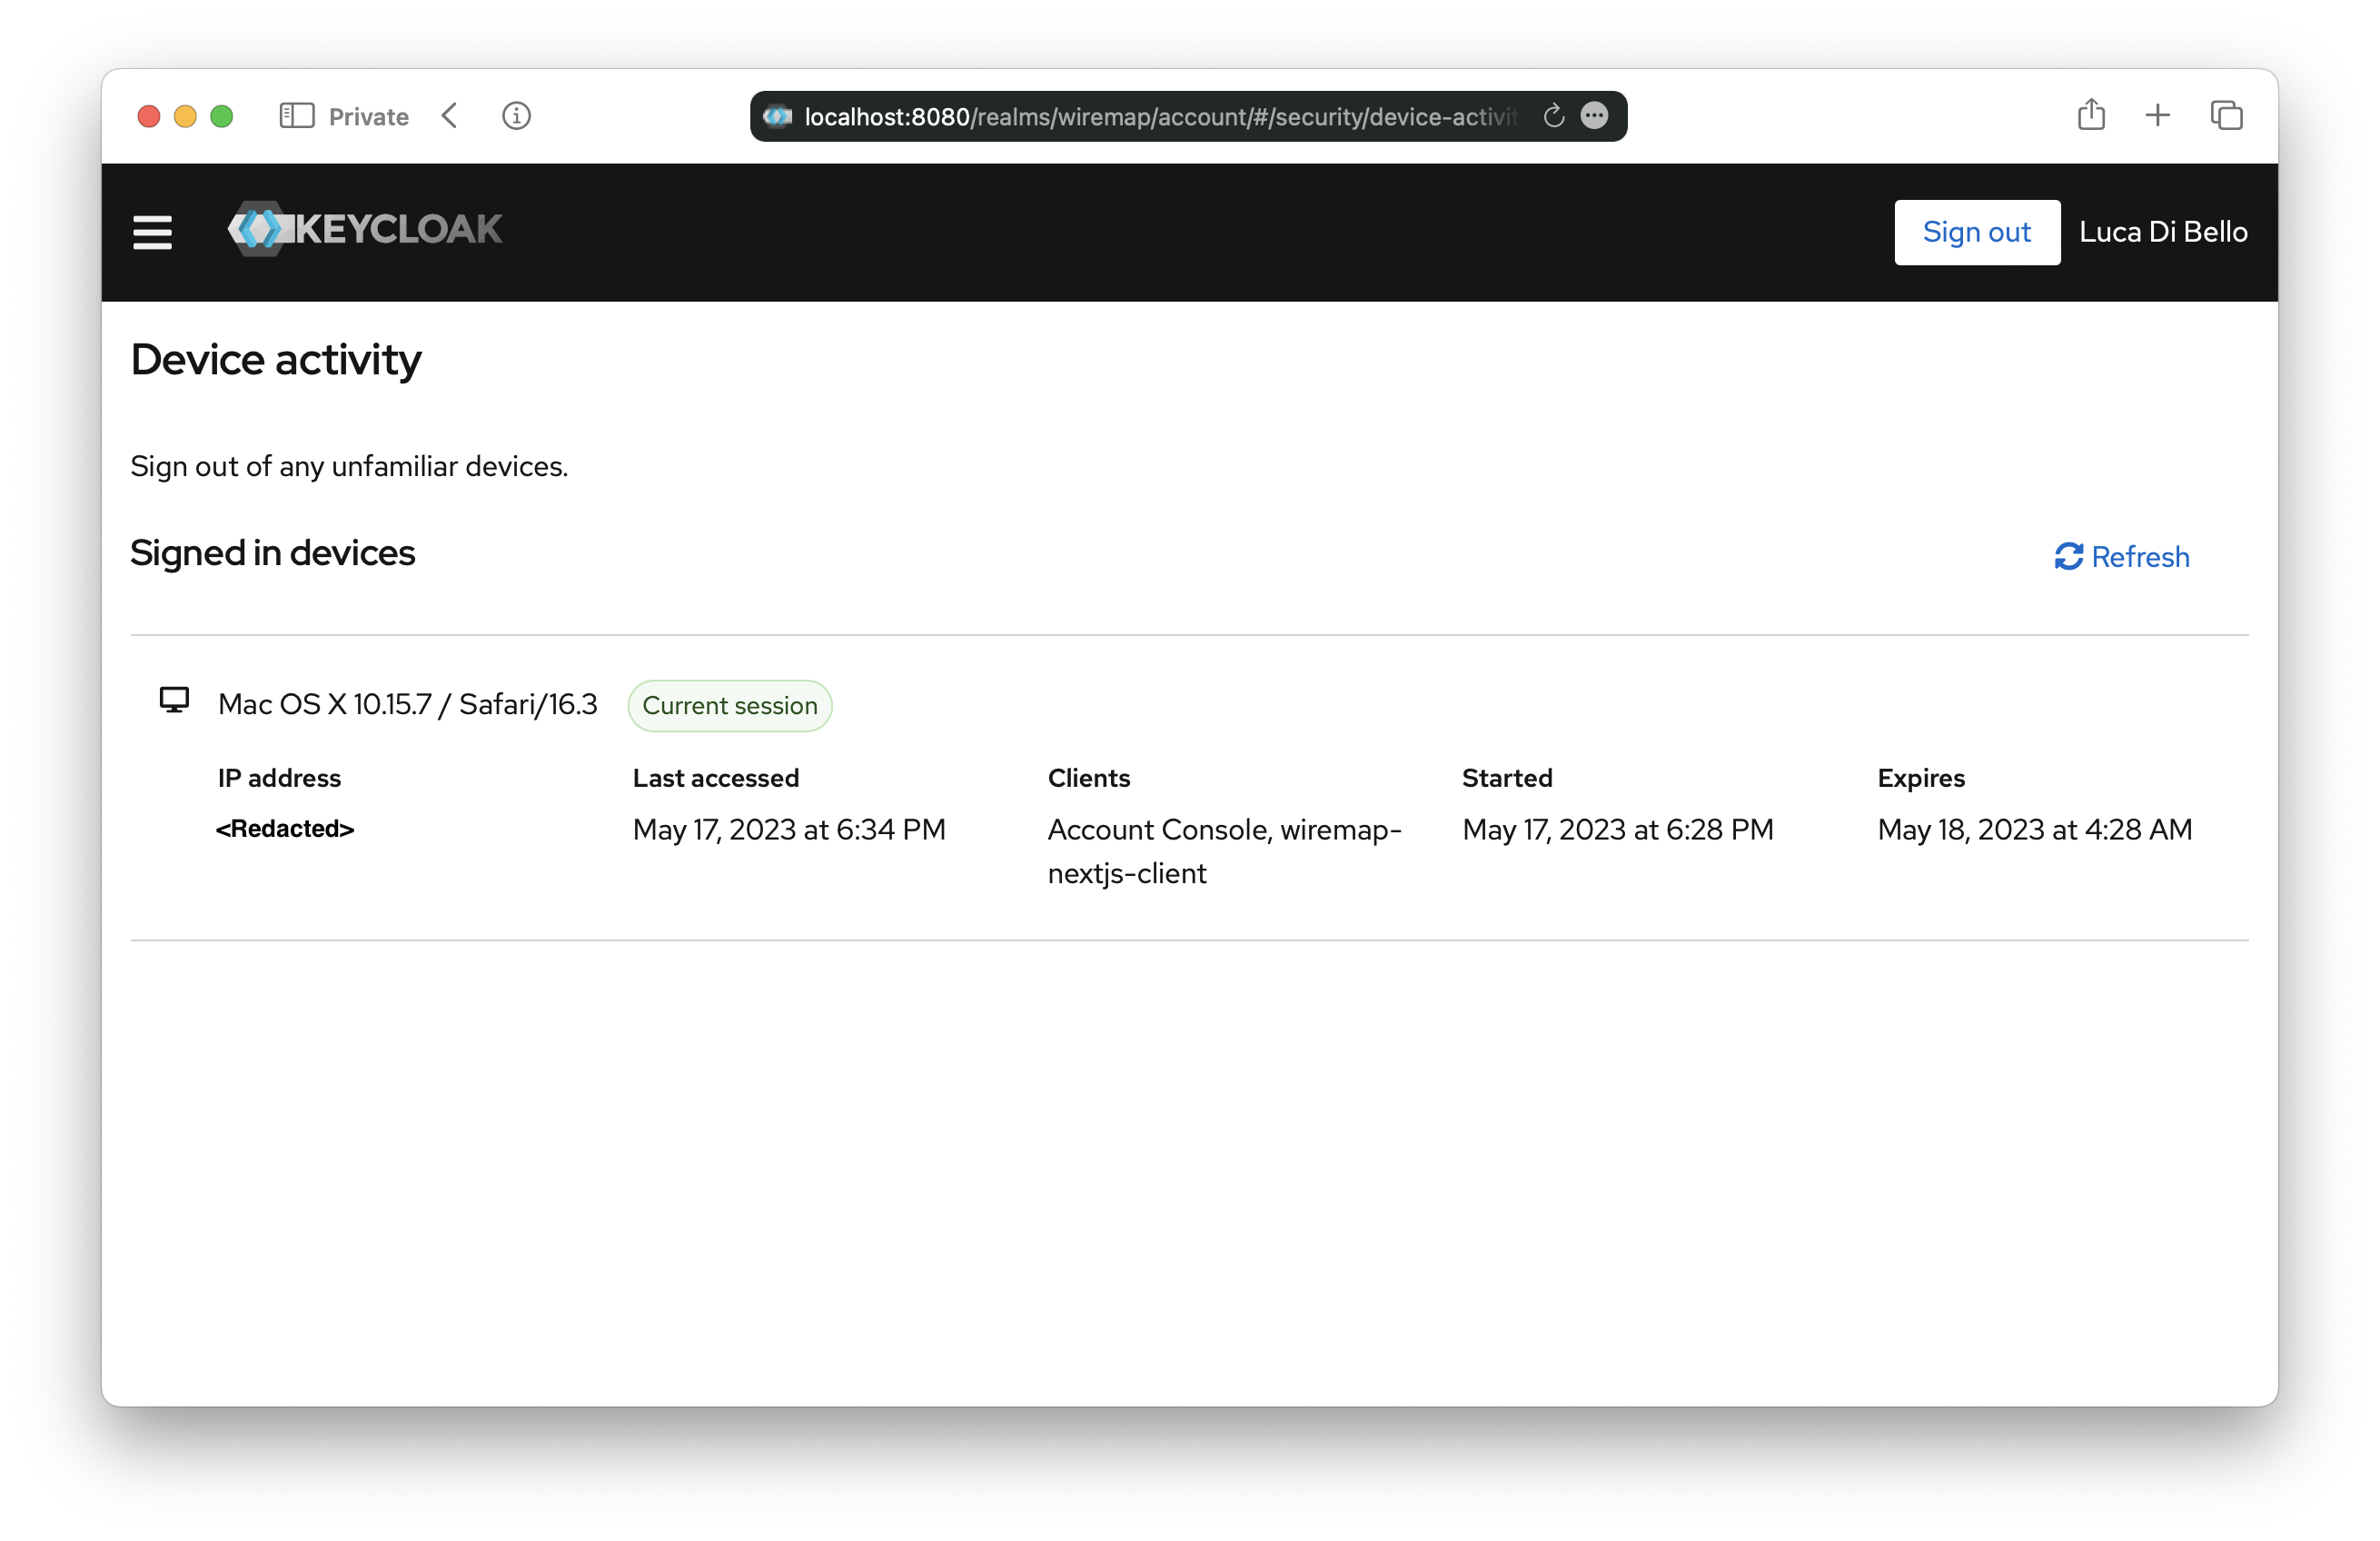 Private
localhost:8080/realms/wiremap/account/#/security/device-activit
KEYCLOAK
Sign out
Luca Di Bello
Device activity
Sign out of any unfamiliar devices.
Signed in devices
Refresh
Mac OS X 10.15.7 / Safari/16.3
Current session
IP address
Last accessed
Clients
Started
Expires
<Redacted>
May 17, 2023 at 6:34 PM
Account Console, wiremap-
nextjs-client
May 17, 2023 at 6:28 PM
May 18, 2023 at 4:28 AM